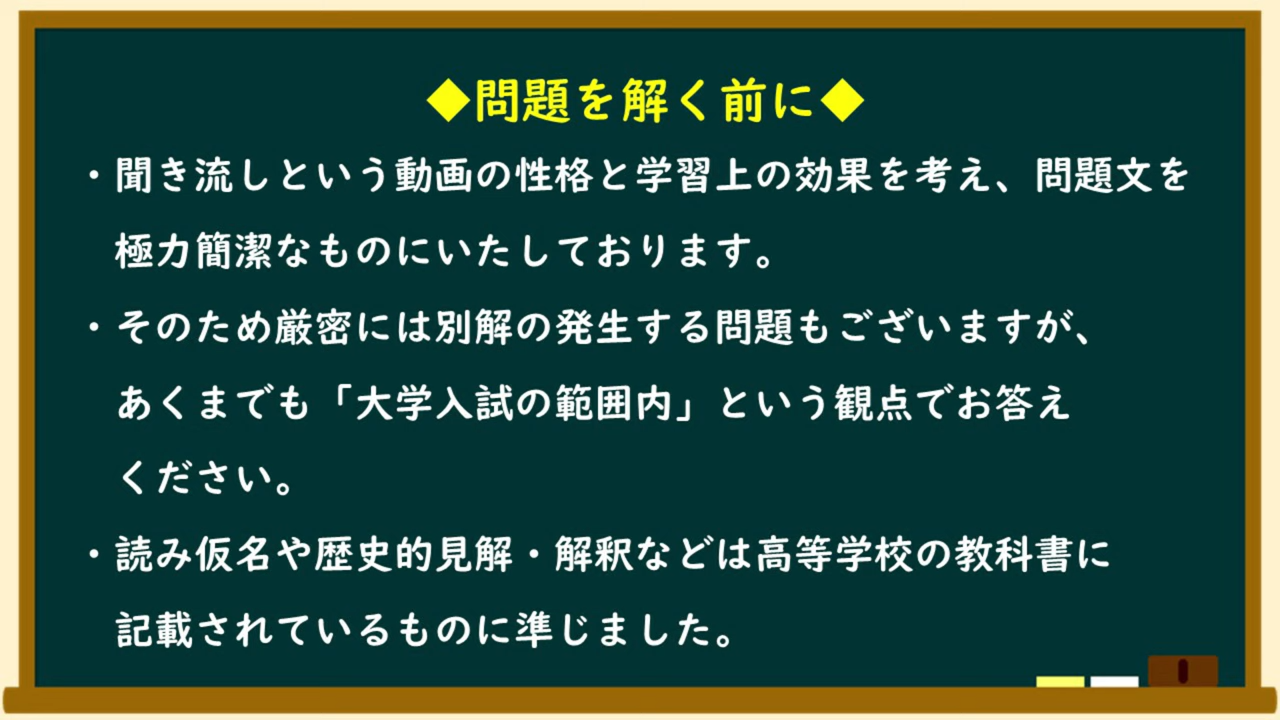 ◆問題を解く前に◆
・聞き流しという動画の性格と学習上の効果を考え、問題文を
極力簡潔なものにいたしております。
・そのため厳密には別解の発生する問題もございますが、
あくまでも「大学入試の範囲内」という観点でお答え
ください。
・読み仮名や歴史的見解・解釈などは高等学校の教科書に
記載されているものに準じました。